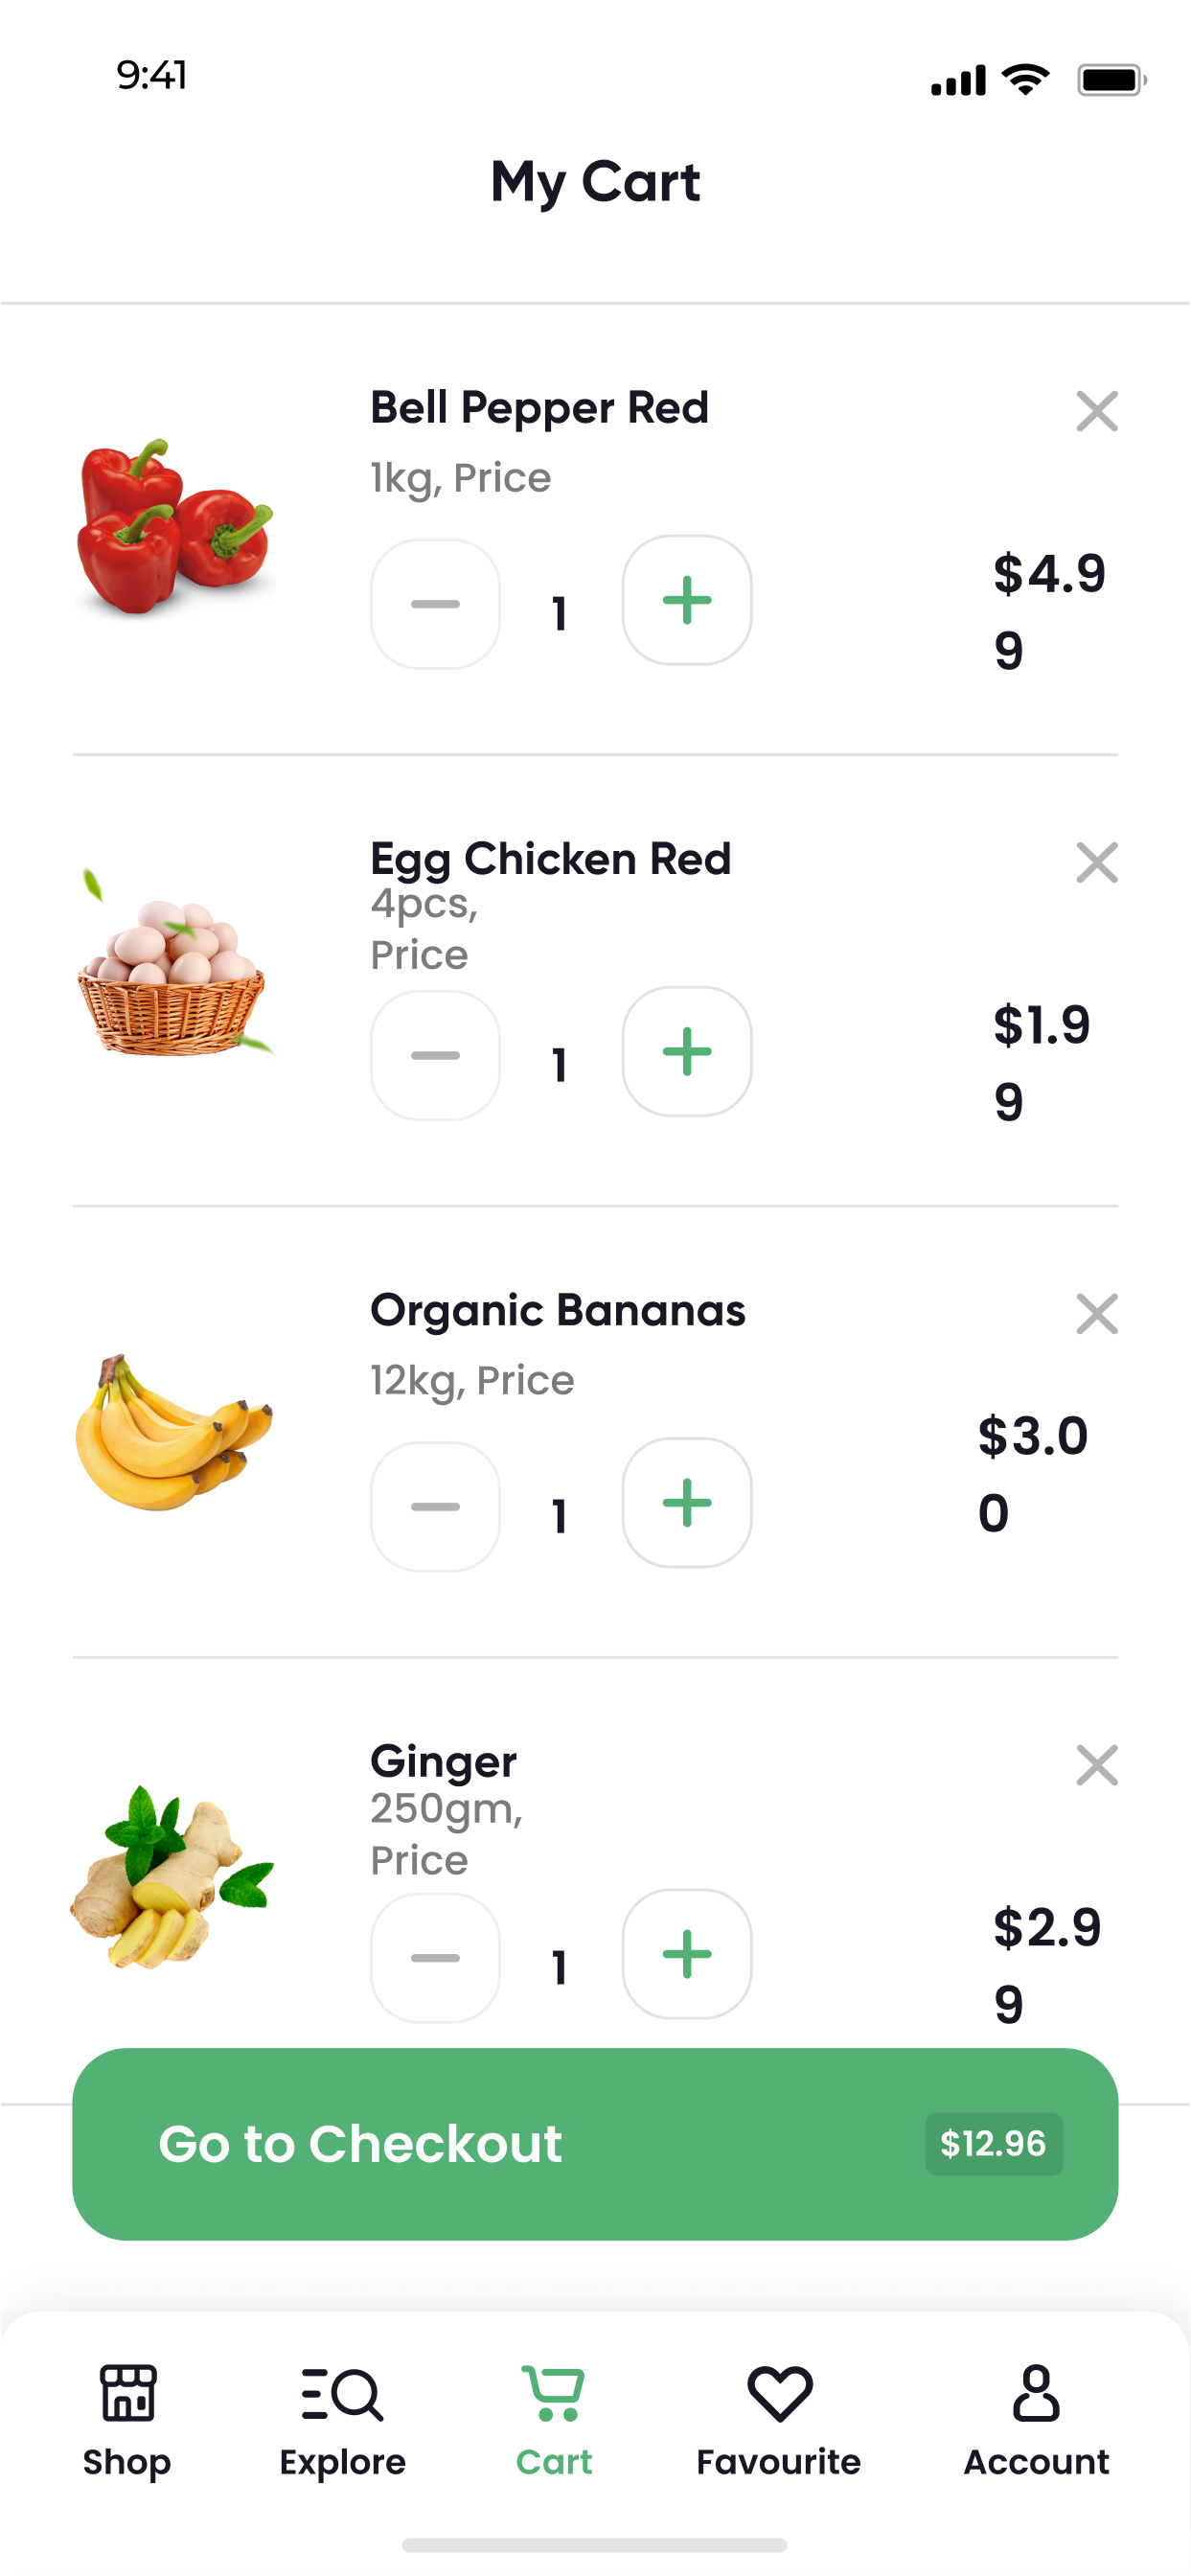 9:41
My Cart
Bell Pepper Red
1kg, Price
1
$4.9
9
Egg Chicken Red
4pcs,
Price
1
$1.9
9
Organic Bananas
12kg, Price
1
$3.0
0
Ginger
250gm,
Price
1
$2.9
9
Go to Checkout $12.96
Shop Explore Cart Favourite Account